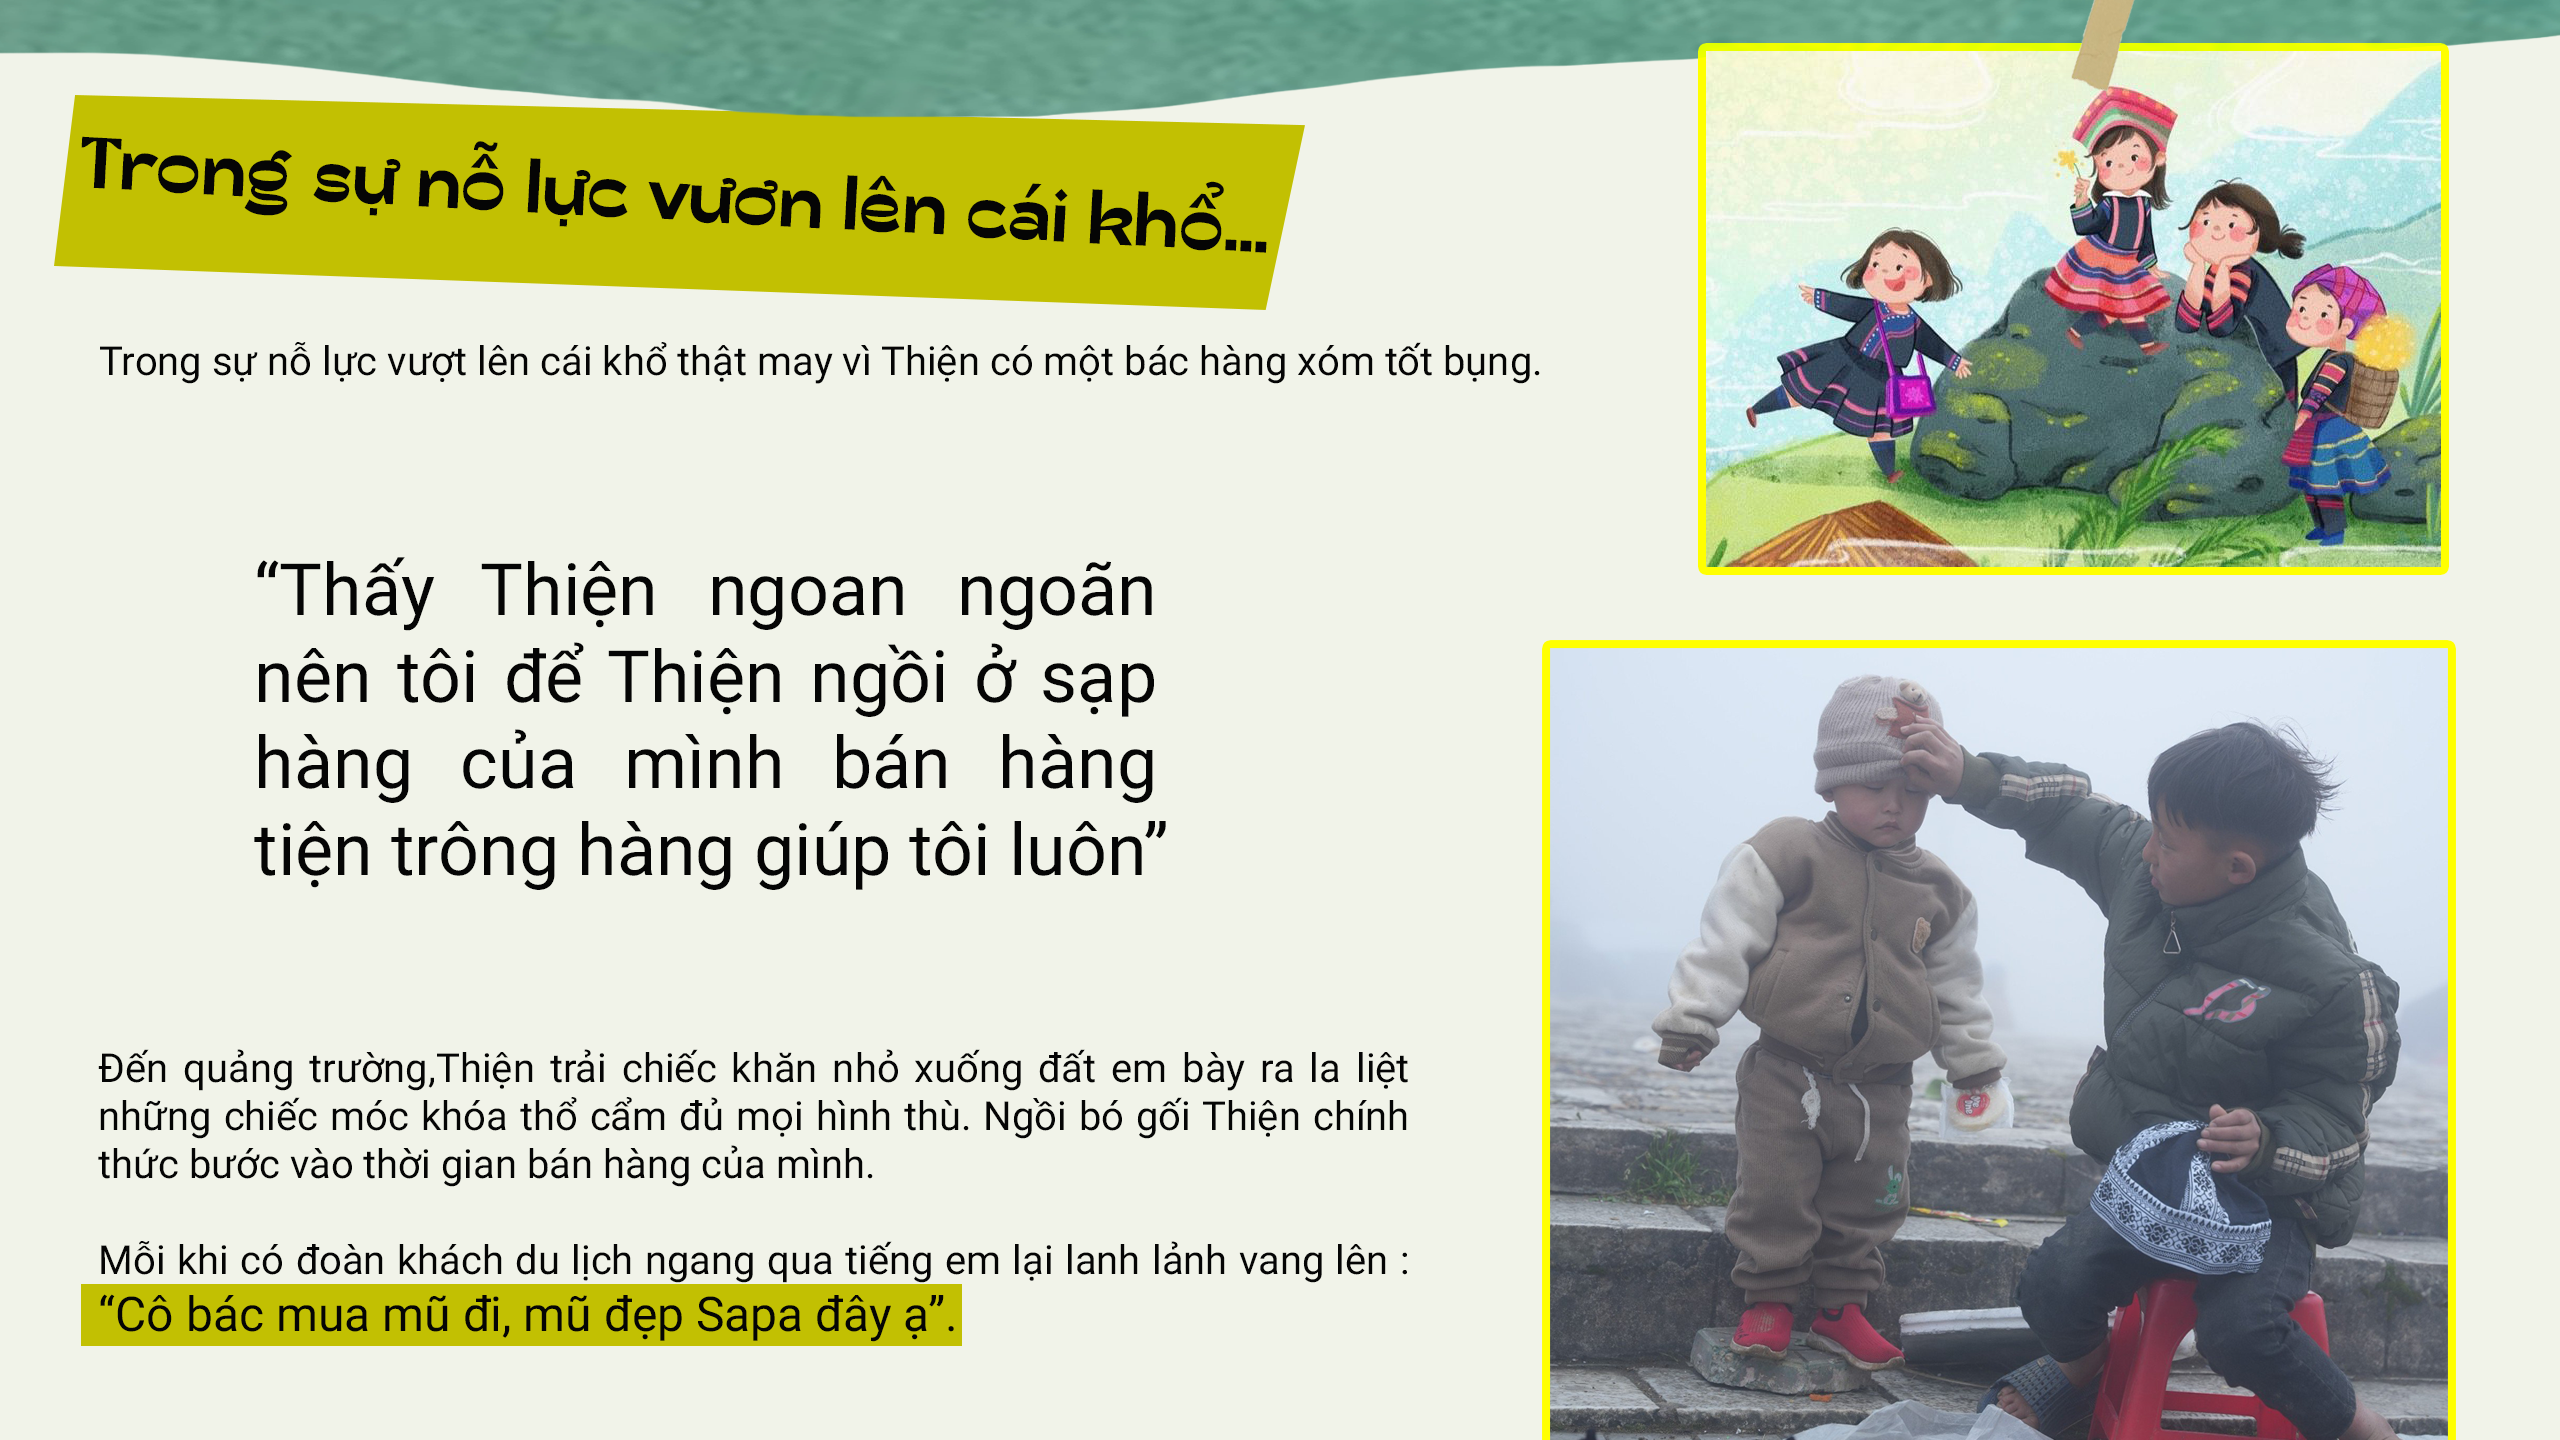 Trong sự nỗ lực vươn lên cái khổ...
Trong sự nỗ lực vượt lên cái khổ thật may vì Thiện có một bác hàng xóm tốt bụng.
“Thấy Thiện ngoan ngoãn
nên tôi để Thiện ngồi ở sạp
hàng của mình bán hàng
tiện trông hàng giúp tôi luôn”
Đến quảng trường,Thiện trải chiếc khăn nhỏ xuống đất em bày ra la liệt
những chiếc móc khóa thổ cẩm đủ mọi hình thù. Ngồi bó gối Thiện chính
thức bước vào thời gian bán hàng của mình.
Mỗi khi có đoàn khách du lịch ngang qua tiếng em lại lanh lảnh vang lên :
“Cô bác mua mũ đi, mũ đẹp Sapa đây ạ”.